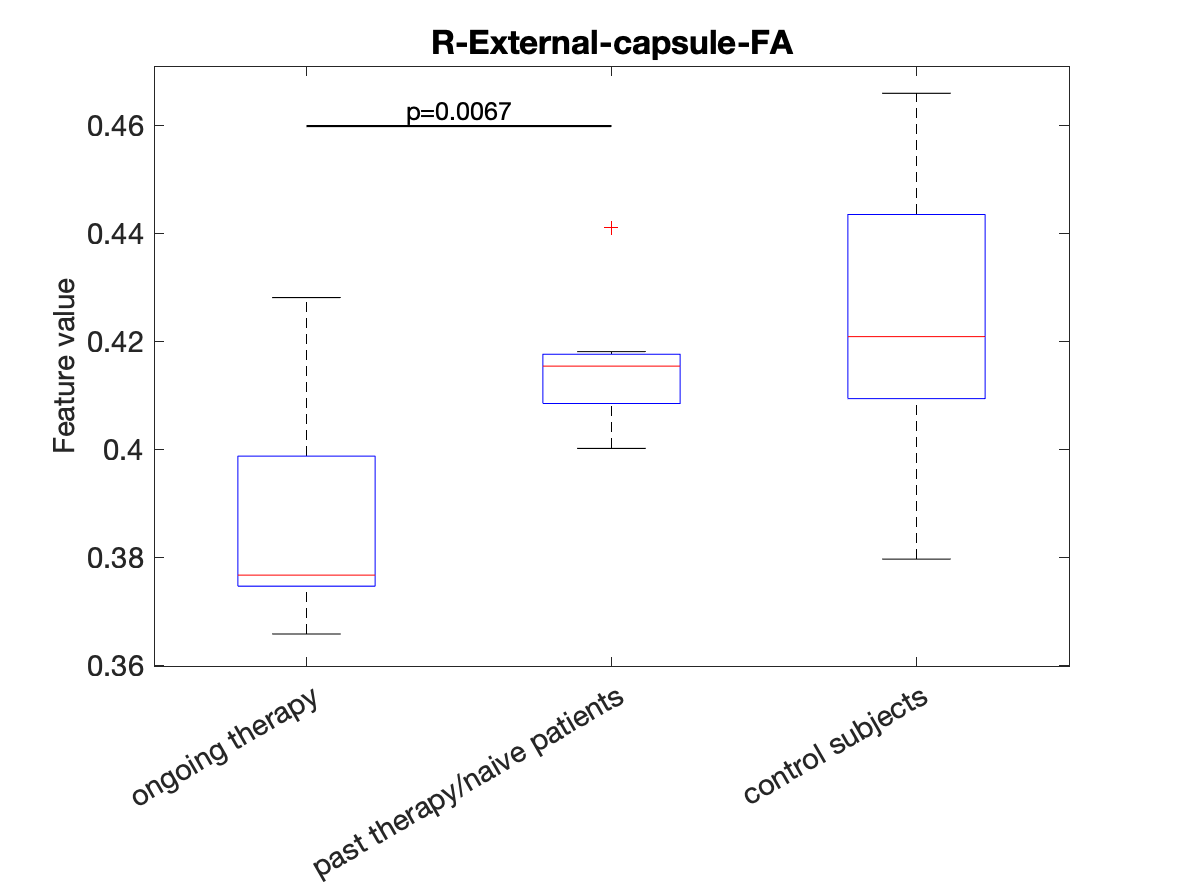 R-External-capsule-FA
p=0.0067
0.46
0.44
0.42
0.4
0.38
0.36
Feature value
ongoing therapy
past therapy/naive patients
control subjects